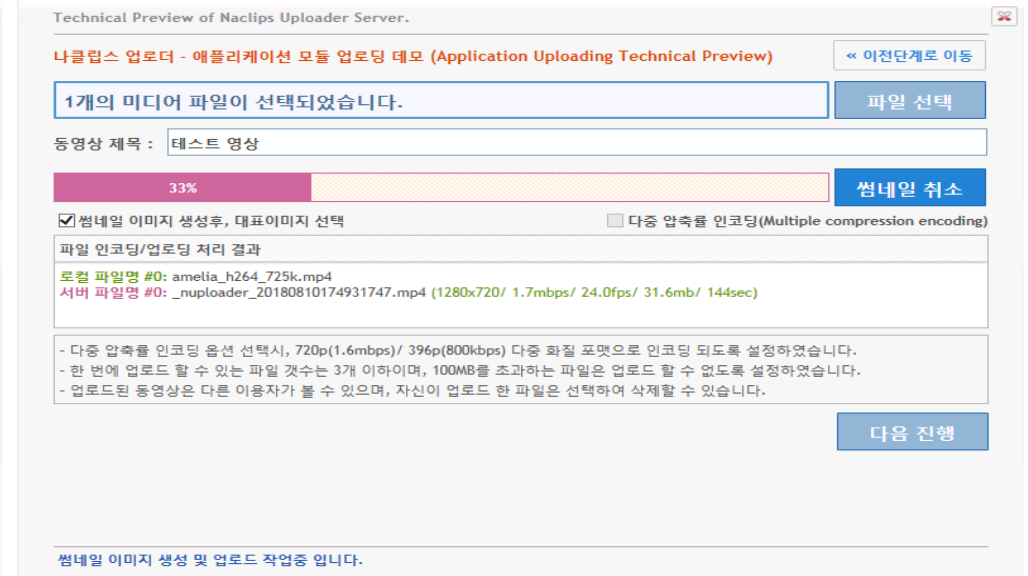 Technical Preview of Naclips Uploader Server.
나클립스 업로더 - 애플리케이션 모듈 업로딩 데모 (Application Uploading Technical Preview)
« 이전단계로 이동
1개의 미디어 파일이 선택되었습니다.
파일 선택
동영상 제목 :
테스트 영상
33%
썸네일 취소
썸네일 이미지 생성후, 대표이미지 선택
다중 압축률 인코딩(Multiple compression encoding)
파일 인코딩/업로딩 처리 결과
로컬 파일명 #0: amelia_h264_725k.mp4
서버 파일명 #0: _nuploader_20180810174931747.mp4 (1280x720/ 1.7mbps/ 24.0fps/ 31.6mb/ 144sec)
- 다중 압축률 인코딩 옵션 선택시, 720p(1.6mbps)/ 396p(800kbps) 다중 화질 포맷으로 인코딩 되도록 설정하였습니다.
- 한 번에 업로드 할 수 있는 파일 갯수는 3개 이하이며, 100MB를 초과하는 파일은 업로드 할 수 없도록 설정하였습니다.
- 업로드된 동영상은 다른 이용자가 볼 수 있으며, 자신이 업로드 한 파일은 선택하여 삭제할 수 있습니다.
다음 진행
썸네일 이미지 생성 및 업로드 작업중 입니다.